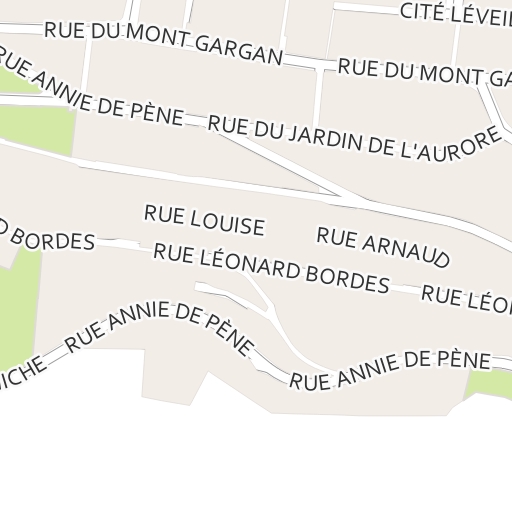 CITÉ LÉVEI
RUE DU MONT GARGAN
RUE DU MONT GA
RUE ANNIE DE PÈNE
RUE DU JARDIN DE L'AURORE
RUE LOUISE
RUE ARNAUD
D BORDES
RUE LÉONARD BORDES
RUE LÉO
RUE ANNIE DE PÈNE
RUE ANNIE DE PÈNE
ICHE